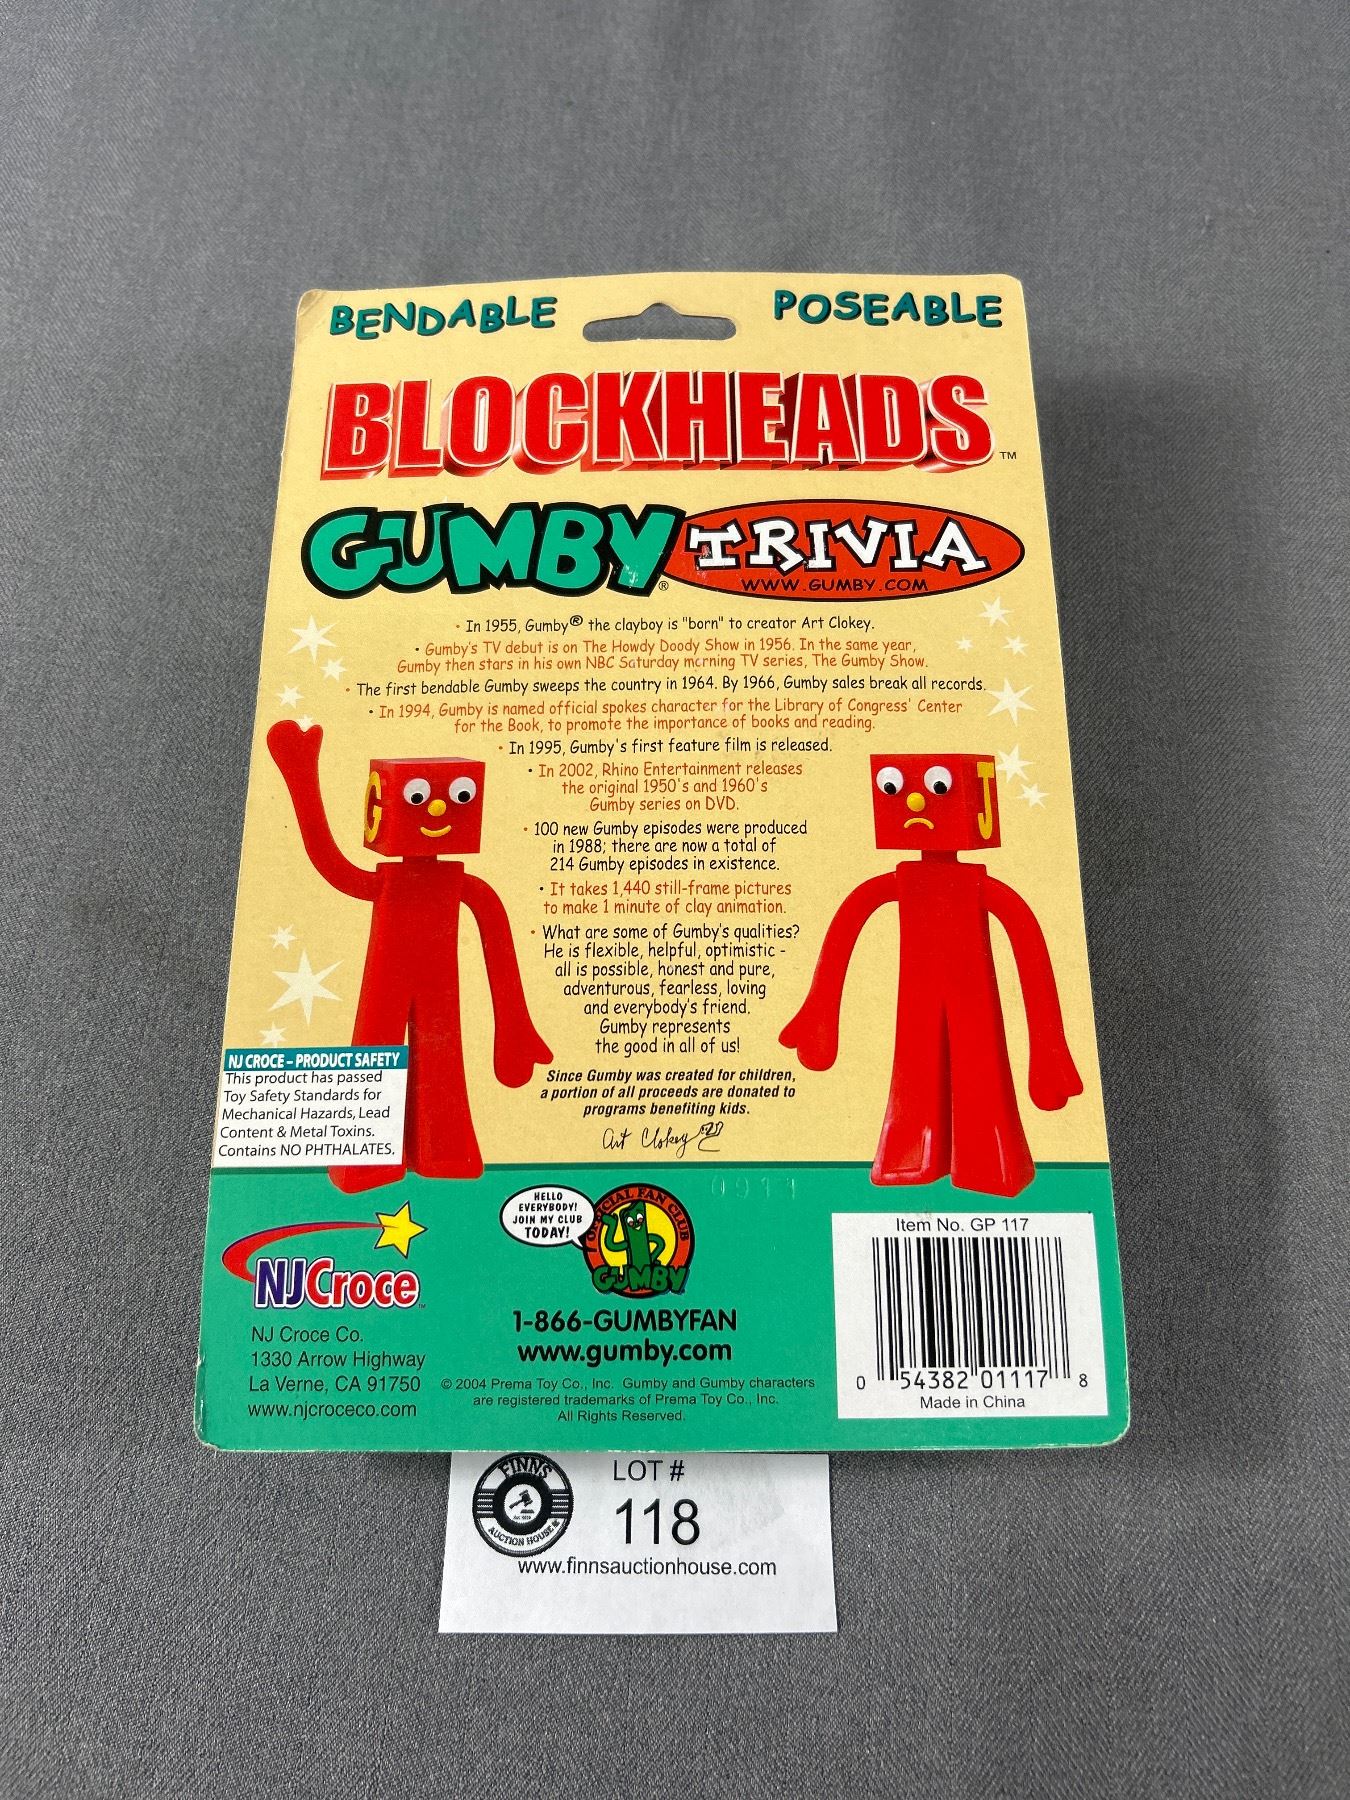 BENDABLE
POSEABLE
BLOCKHEADS™
GUMBY® TRIVIA
WWW.GUMBY.COM
• In 1955, Gumby® the clayboy is "born" to creator Art Clokey.
• Gumby's TV debut is on The Howdy Doody Show in 1956. In the same year,
Gumby then stars in his own NBC Saturday morning TV series, The Gumby Show.
• The first bendable Gumby sweeps the country in 1964. By 1966, Gumby sales break all records.
• In 1994, Gumby is named official spokes character for the Library of Congress' Center
for the Book, to promote the importance of books and reading.
• In 1995, Gumby's first feature film is released.
• In 2002, Rhino Entertainment releases
the original 1950's and 1960's
Gumby series on DVD.
• 100 new Gumby episodes were produced
in 1988; there are now a total of
214 Gumby episodes in existence.
• It takes 1,440 still-frame pictures
to make 1 minute of clay animation.
• What are some of Gumby's qualities?
He is flexible, helpful, optimistic -
all is possible, honest and pure,
adventurous, fearless, loving
and everybody's friend.
Gumby represents
the good in all of us!
Since Gumby was created for children,
a portion of all proceeds are donated to
programs benefiting kids.
Art Clokey
G
J
NJ CROCE – PRODUCT SAFETY
This product has passed
Toy Safety Standards for
Mechanical Hazards, Lead
Content & Metal Toxins.
Contains NO PHTHALATES.
0911
NJCroce™
NJ Croce Co.
1330 Arrow Highway
La Verne, CA 91750
www.njcroceco.com
HELLO
EVERYBODY!
JOIN MY CLUB
TODAY!
OFFICIAL FAN CLUB
GUMBY
1-866-GUMBYFAN
www.gumby.com
© 2004 Prema Toy Co., Inc. Gumby and Gumby characters
are registered trademarks of Prema Toy Co., Inc.
All Rights Reserved.
Item No. GP 117
0 54382 01117 8
Made in China
FINNS
AUCTION HOUSE
LOT #
118
www.finnsauctionhouse.com